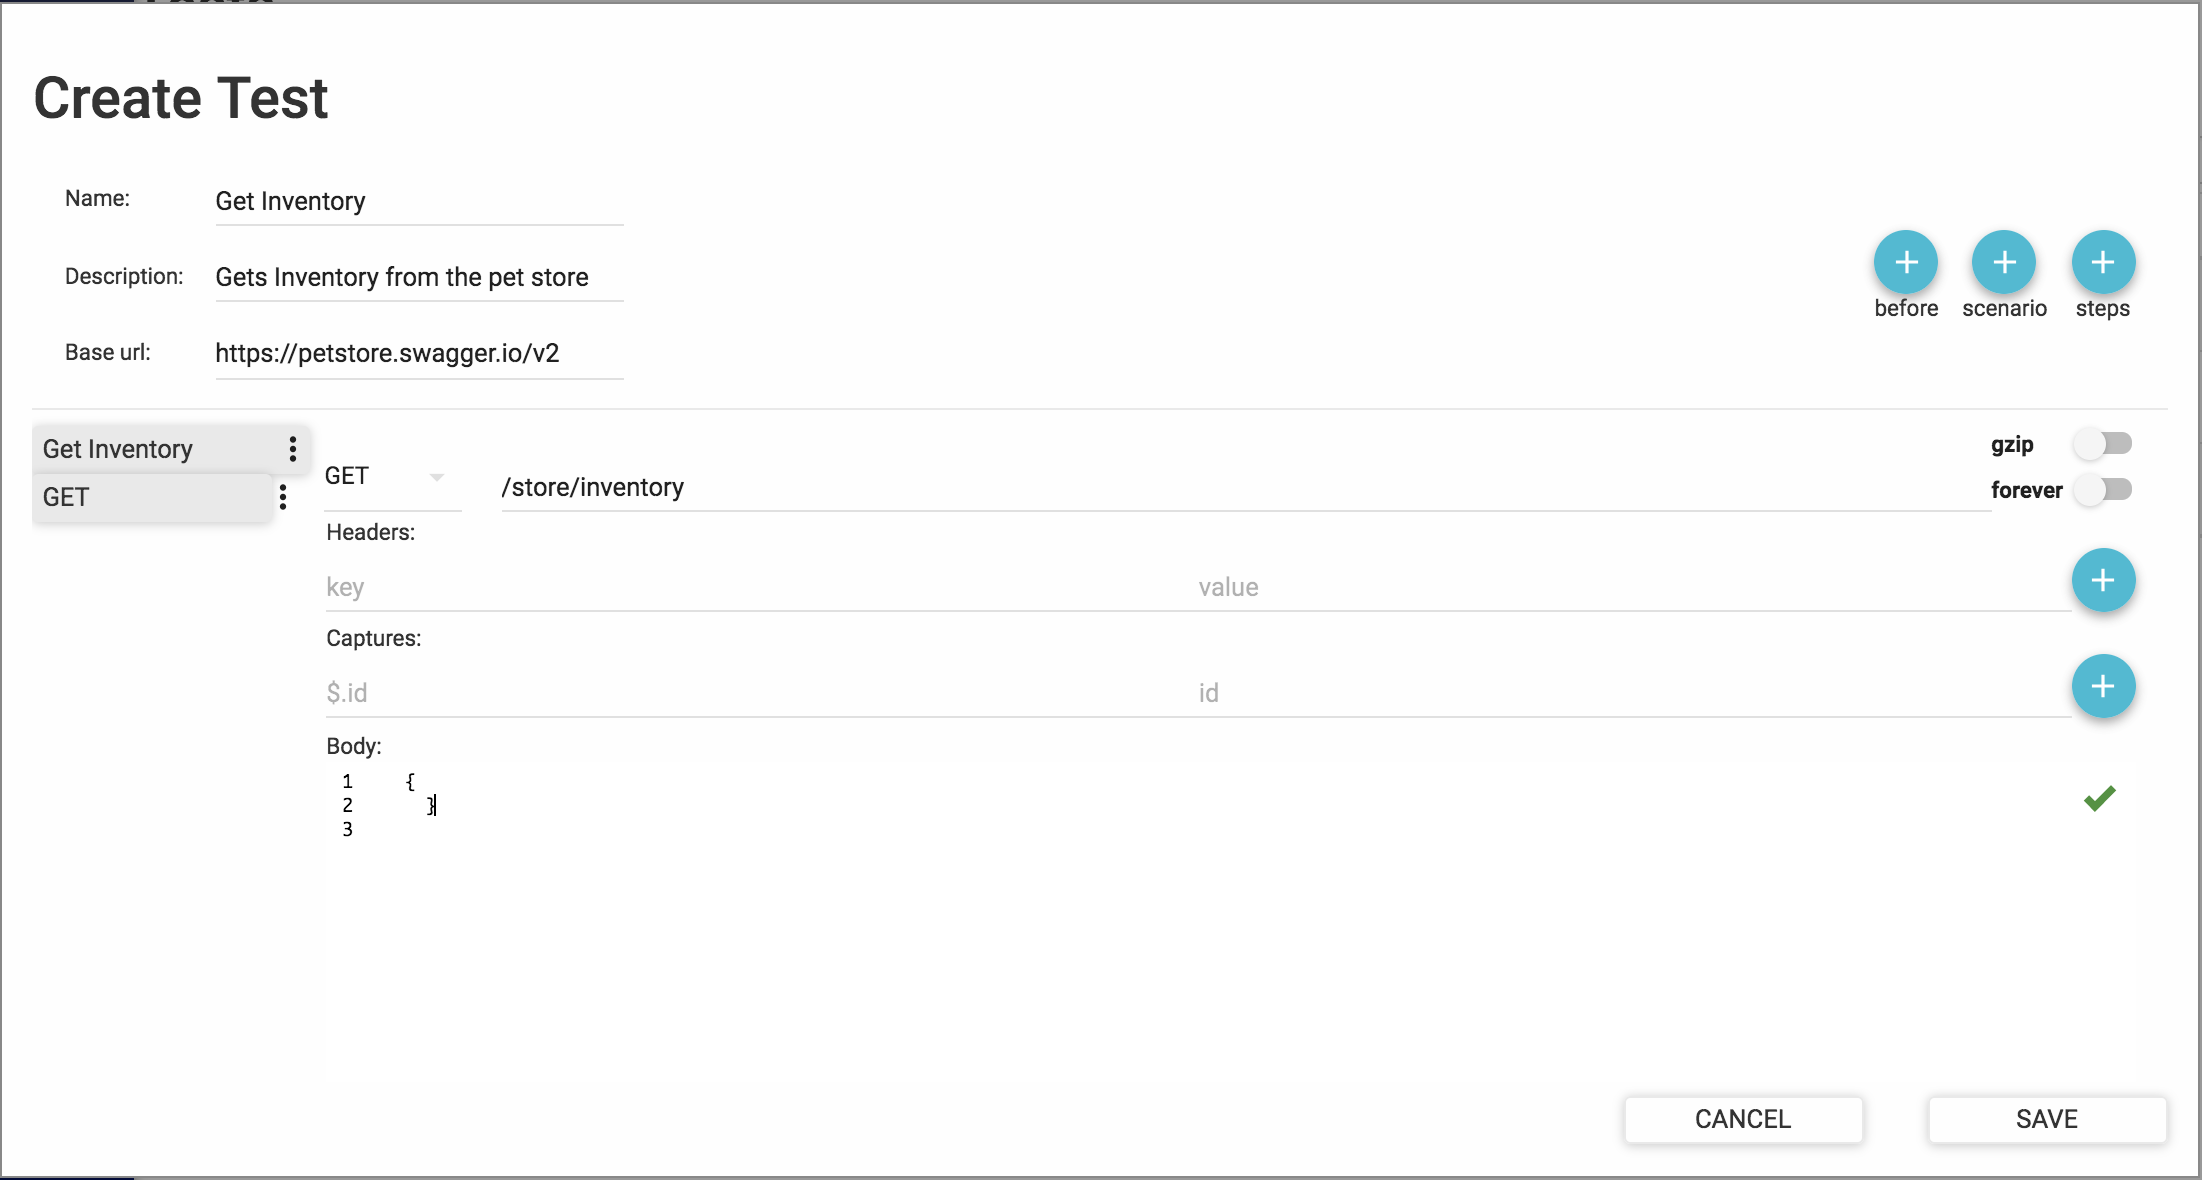 Create Test
Name: Get Inventory
Description: Gets Inventory from the pet store
Base url: https://petstore.swagger.io/v2
before scenario steps
Get Inventory
GET
GET /store/inventory
gzip
forever
Headers:
key value
Captures:
$.id id
Body:
1 {
2 }
3
CANCEL SAVE